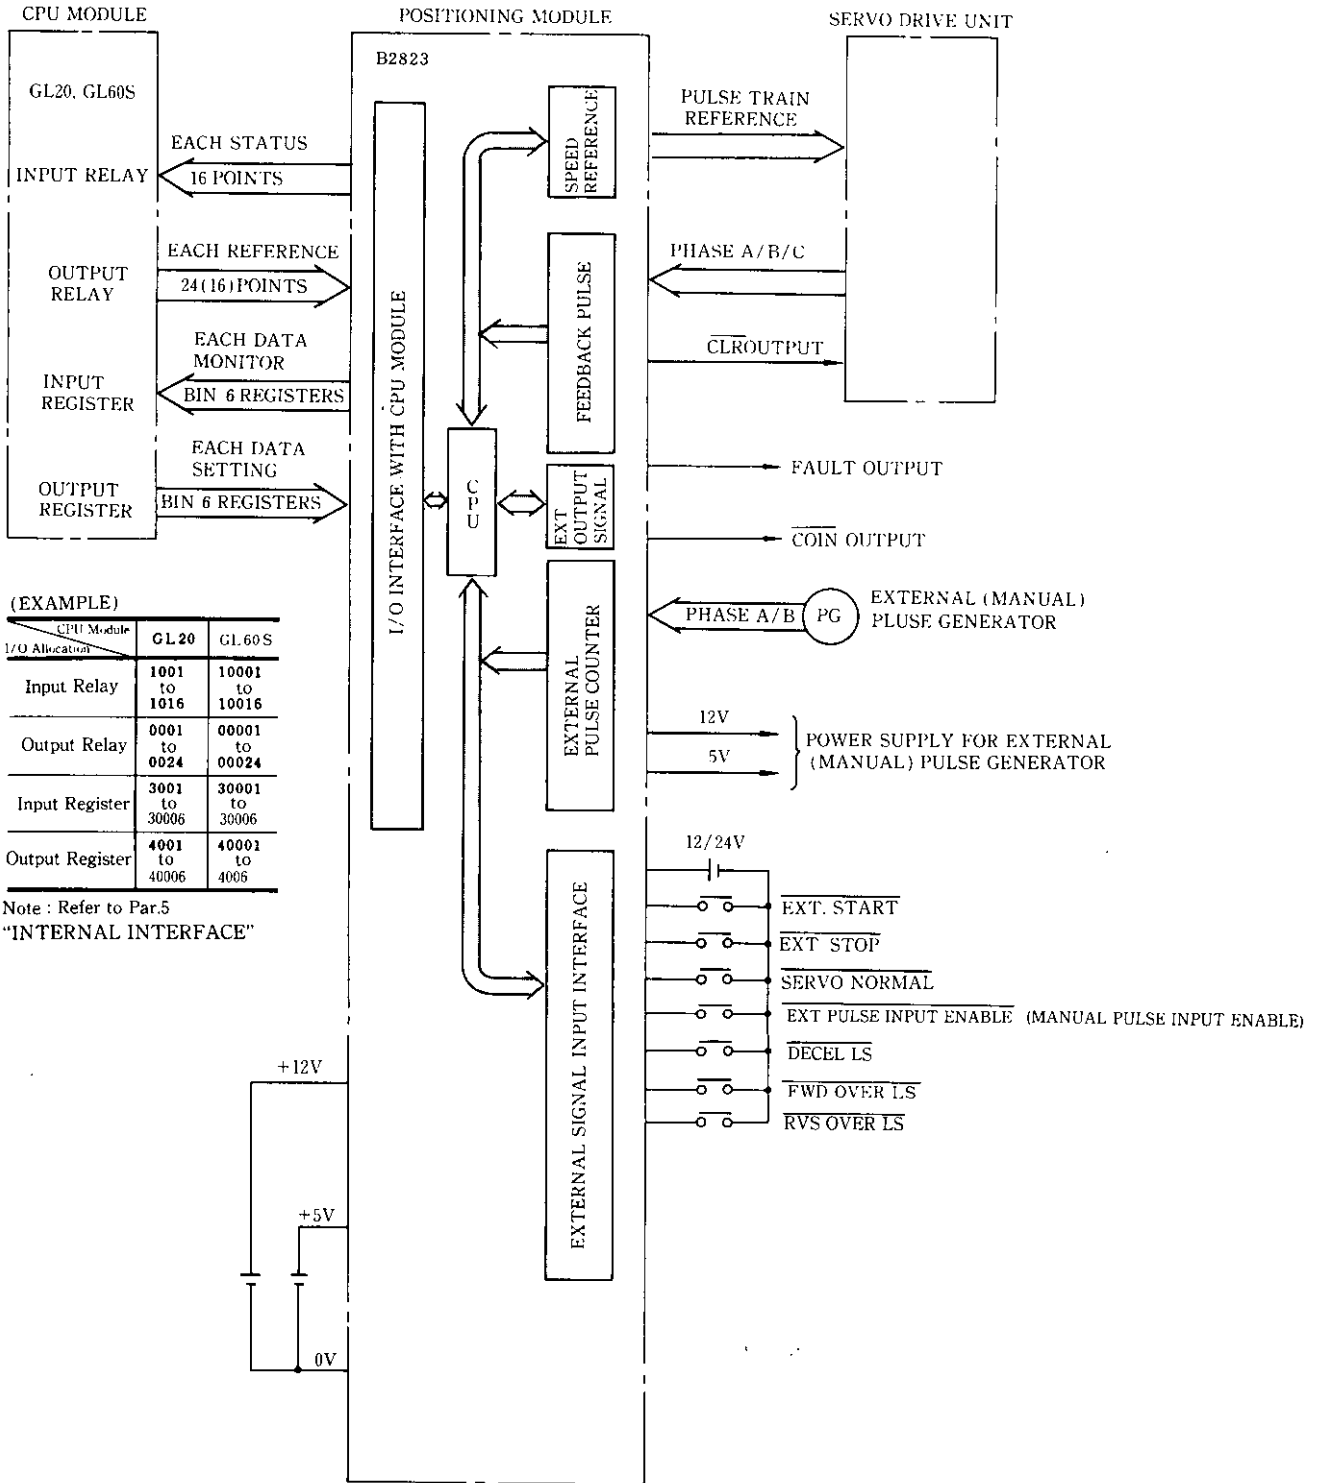 CPU MODULE
POSITIONING MODULE
SERVO DRIVE UNIT
B2823
GL20, GL60S
EACH STATUS
INPUT RELAY
16 POINTS
EACH REFERENCE
OUTPUT
RELAY
24(16)POINTS
EACH DATA
MONITOR
INPUT
REGISTER
BIN 6 REGISTERS
EACH DATA
SETTING
OUTPUT
REGISTER
BIN 6 REGISTERS
I/O INTERFACE WITH CPU MODULE
CPU
SPEED
REFERENCE
FEEDBACK PULSE
EXT
OUTPUT
SIGNAL
EXTERNAL
PULSE COUNTER
EXTERNAL SIGNAL INPUT INTERFACE
PULSE TRAIN
REFERENCE
PHASE A/B/C
CLROUTPUT
FAULT OUTPUT
COIN OUTPUT
PHASE A/B
PG
EXTERNAL (MANUAL)
PLUSE GENERATOR
12V
5V
POWER SUPPLY FOR EXTERNAL
(MANUAL) PULSE GENERATOR
12/24V
EXT. START
EXT STOP
SERVO NORMAL
EXT PULSE INPUT ENABLE (MANUAL PULSE INPUT ENABLE)
DECEL LS
FWD OVER LS
RVS OVER LS
(EXAMPLE)
CPU Module
I/O Allocation
GL20 GL60S
Input Relay
1001 to 1016
10001 to 10016
Output Relay
0001 to 0024
00001 to 00024
Input Register
3001 to 30006
30001 to 30006
Output Register
4001 to 40006
40001 to 4006
Note : Refer to Par.5
"INTERNAL INTERFACE"
+12V
+5V
0V